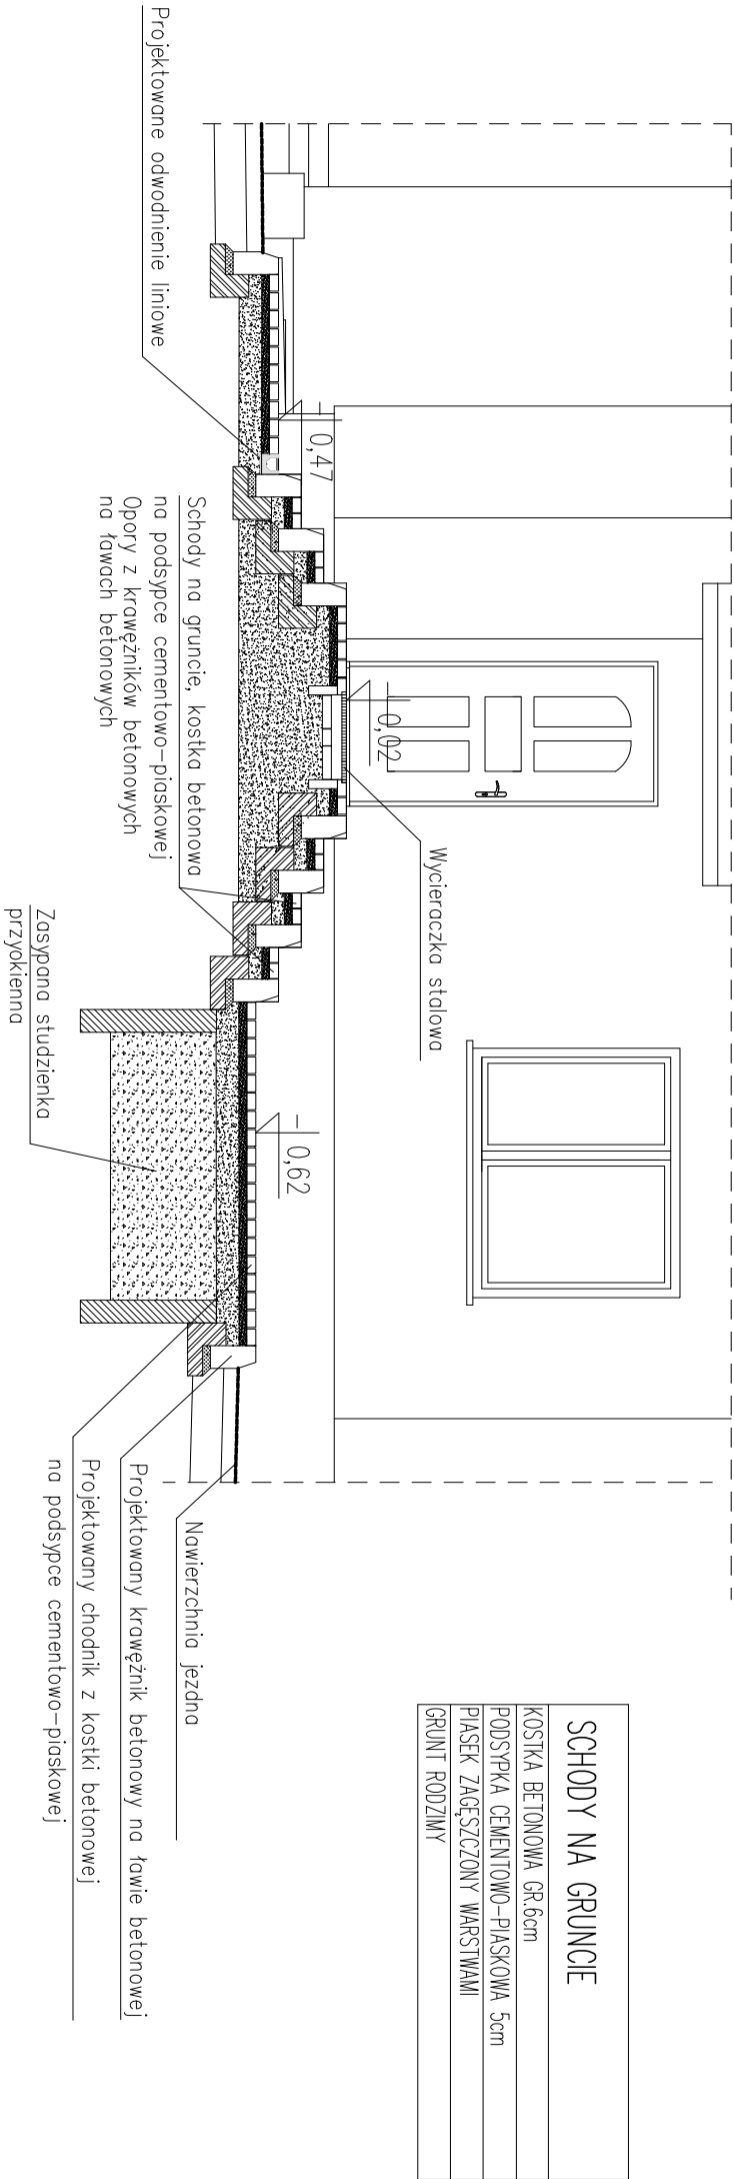 SCHODY NA GRUNCIE
KOSTKA BETONOWA GR.6cm
PODSYPKA CEMENTOWO-PIASKOWA 5cm
PIASEK ZAGĘSZCZONY WARSTWAMI
GRUNT RODZIMY
Wycieraczka stalowa
- 0,02
- 0,47
- 0,62
Projektowane odwodnienie liniowe
Schody na gruncie, kostka betonowa
na podsypce cementowo-piaskowej
Opory z krawężników betonowych
na ławach betonowych
Zasypana studzienka
przyokienna
Nawierzchnia jezdna
Projektowany krawężnik betonowy na ławie betonowej
Projektowany chodnik z kostki betonowej
na podsypce cementowo-piaskowej